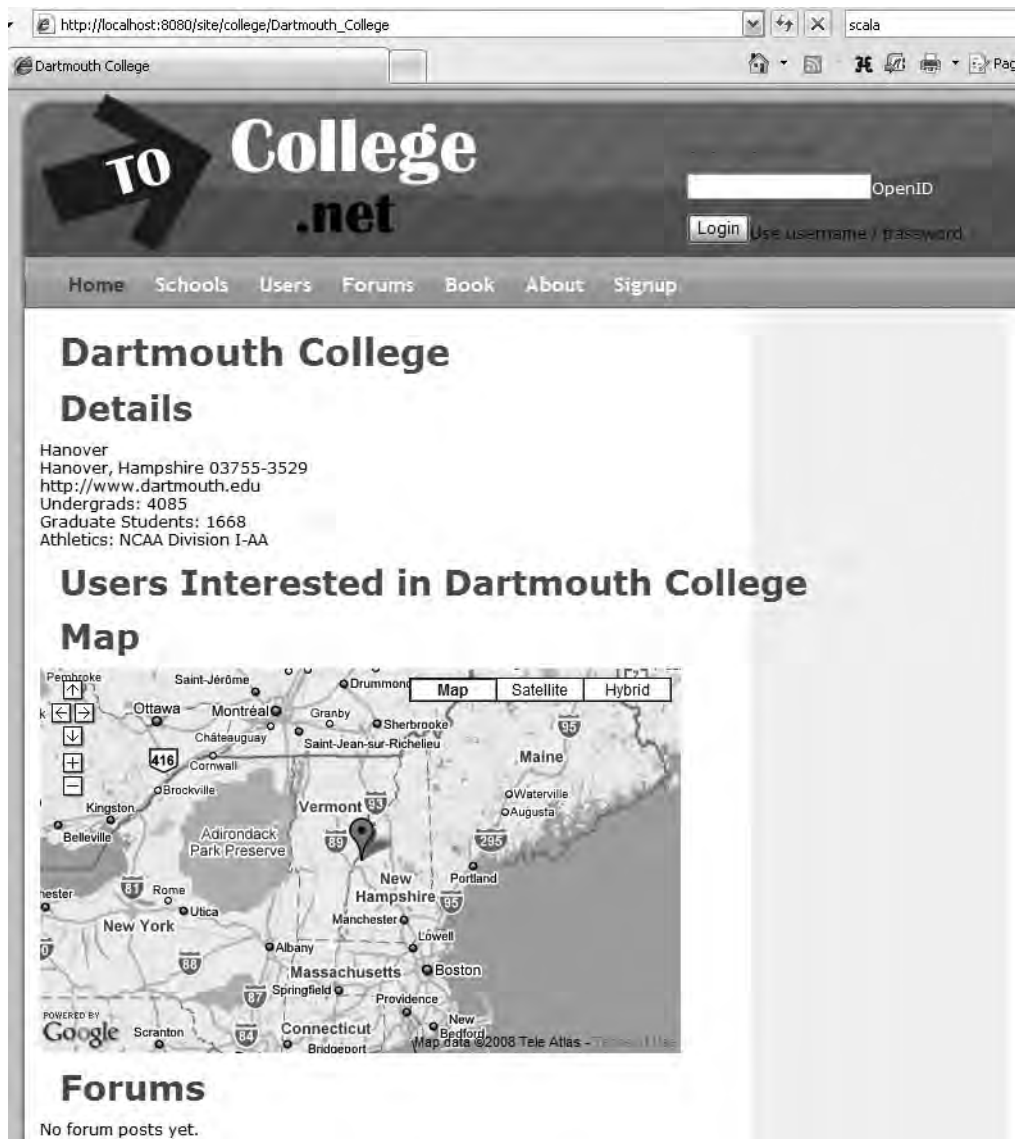 http://localhost:8080/site/college/Dartmouth_College
scala
Dartmouth College
Pag
TO College
.net
OpenID
Login Use username /
Home Schools Users Forums Book About Signup
Dartmouth College
Details
Hanover
Hanover, Hampshire 03755-3529
http://www.dartmouth.edu
Undergrads: 4085
Graduate Students: 1668
Athletics: NCAA Division I-AA
Users Interested in Dartmouth College
Map
Pembroke
Saint-Jérôme
Drummond
Map Satellite Hybrid
Ottawa
Montréal
Granby
Sherbrooke
Châteauguay
Saint-Jean-sur-Richelieu
95
416
Cornwall
Maine
Brockville
Waterville
Kingston
Vermont
93
Augusta
Belleville
Adirondack
Park Preserve
89
295
New
Hampshire
Portland
81
Rome
95
Utica
New York
Manchester
Lowell
Albany
88
Massachusetts
Boston
87
Springfield
Providence
POWERED BY
Google
Scranton
84
Connecticut
New
Bedford
Bridgeport
Map data ©2008 Tele Atlas -
Forums
No forum posts yet.